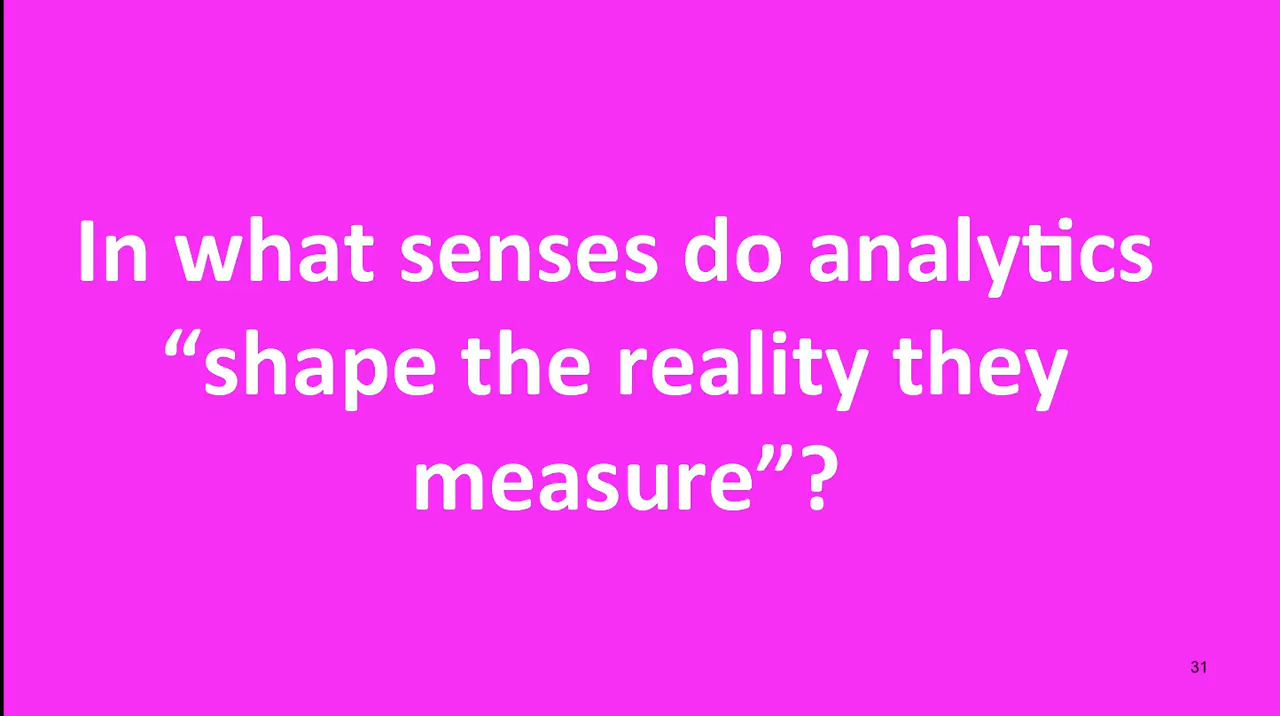 In what senses do analytics
“shape the reality they
measure”?
31